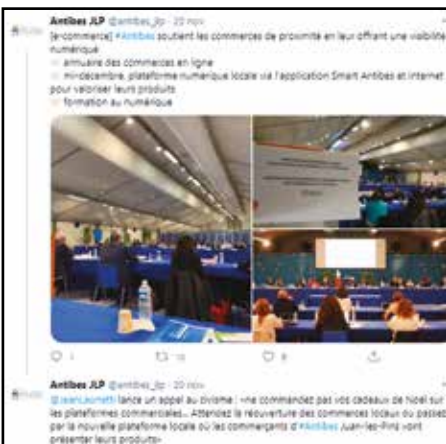 Antibes JLP @antibes_jlp · 20 nov.
[e-commerce] #Antibes soutient les commerces de proximité en leur offrant une visibilité
numérique
annuaire des commerces en ligne
mi-décembre, plateforme numérique locale via l'application Smart Antibes et internet
pour valoriser leurs produits
formation au numérique
1
10
8
Antibes JLP @antibes_jlp · 20 nov.
lance un appel au civisme : «ne commandez pas vos cadeaux de Noël sur
les plateformes commerciales... Attendez la réouverture des commerces locaux ou passez
par la nouvelle plateforme locale où les commerçants d'#Antibes Juan-les-Pins vont
présenter leurs produits»